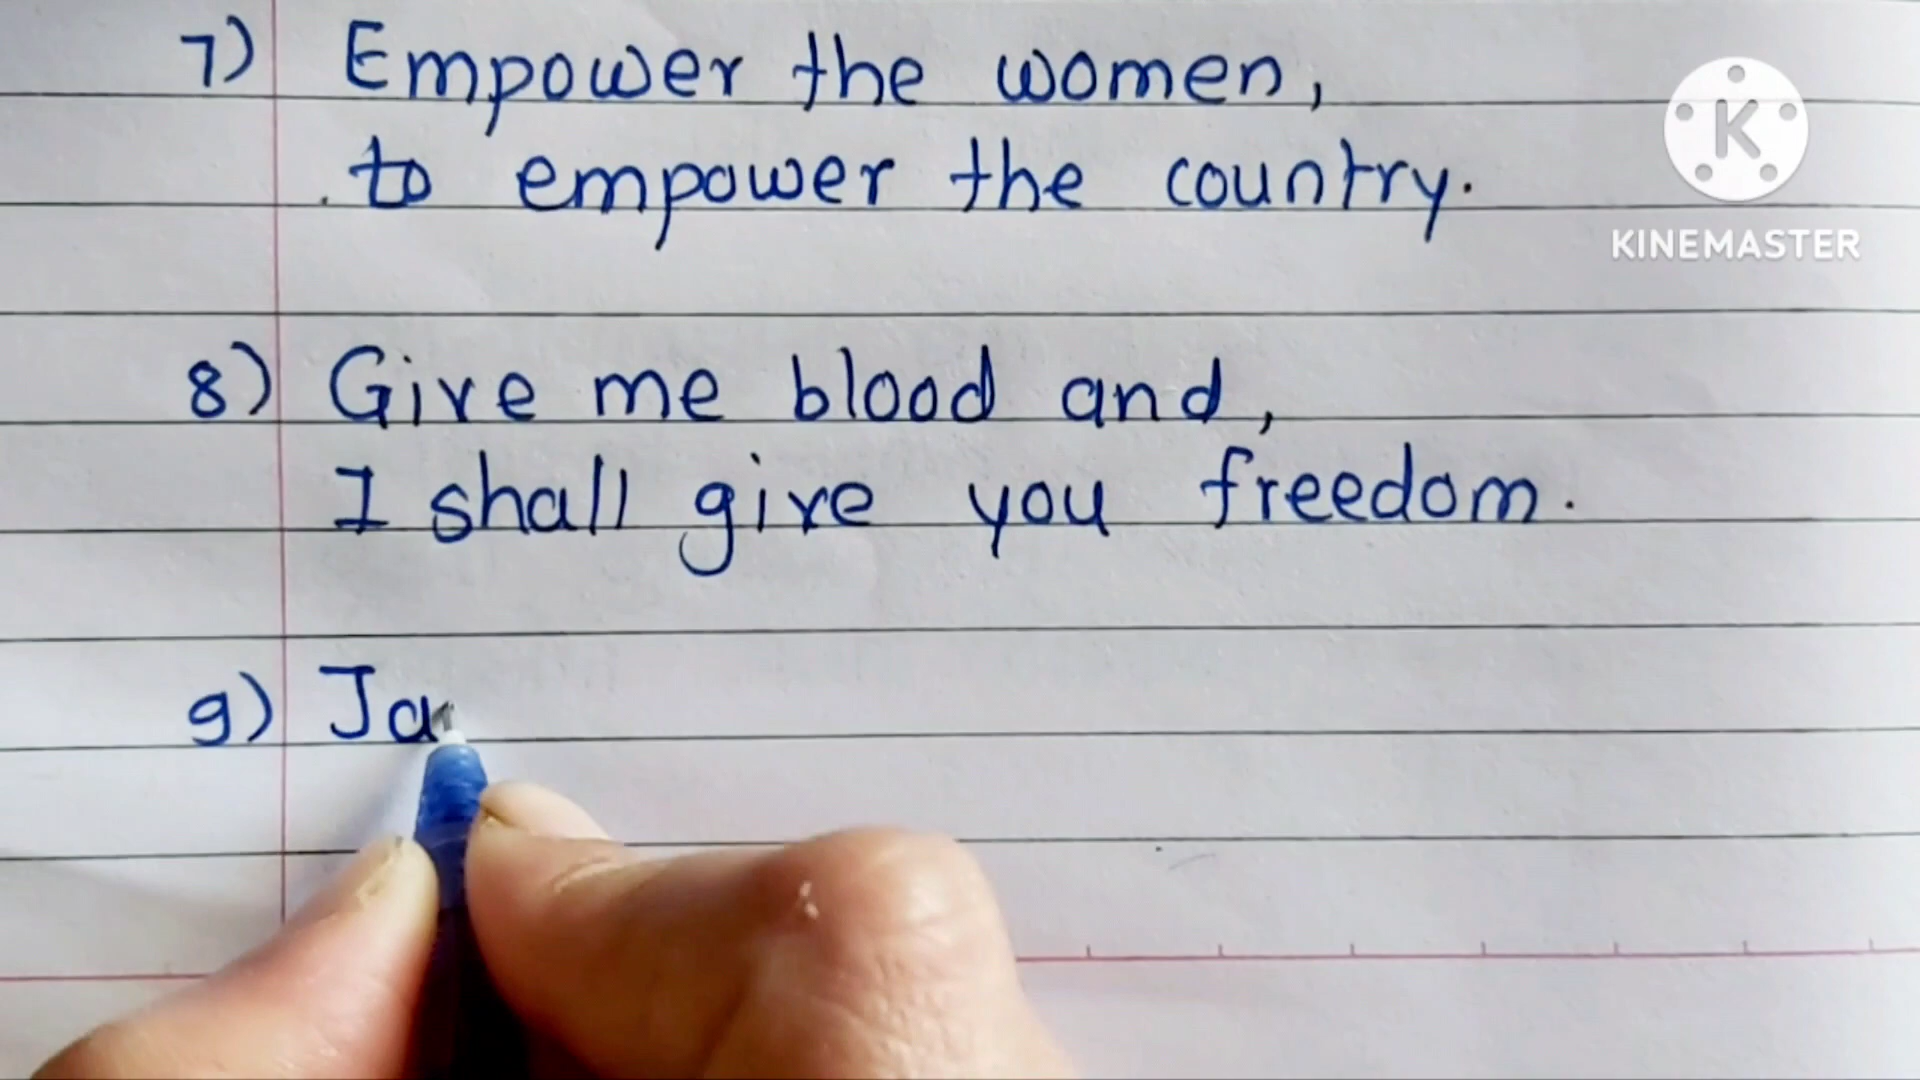 7) Empower the women,
to empower the country.
8) Give me blood and,
I shall give you freedom.
9) Ja
K
KINEMASTER